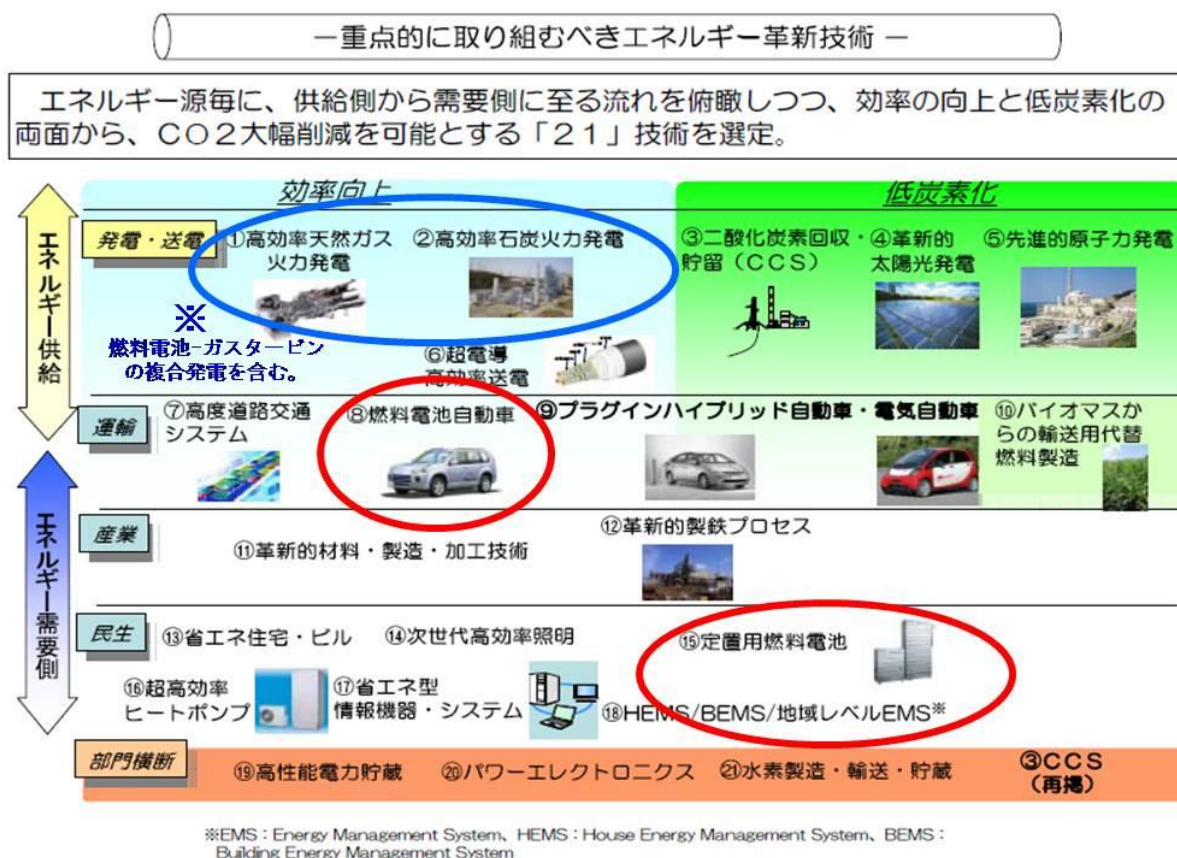 －重点的に取り組むべきエネルギー革新技術－
エネルギー源毎に、供給側から需要側に至る流れを俯瞰しつつ、効率の向上と低炭素化の
両面から、CO2大幅削減を可能とする「21」技術を選定。
効率向上
低炭素化
エネルギー供給
発電・送電
①高効率天然ガス
火力発電
②高効率石炭火力発電
③二酸化炭素回収・
貯留（CCS）
④革新的
太陽光発電
⑤先進的原子力発電
※
燃料電池-ガスタービン
の複合発電を含む。
⑥超電導
高効率送電
運輸
⑦高度道路交通
システム
⑧燃料電池自動車
⑨プラグインハイブリッド自動車・電気自動車
⑩バイオマスか
らの輸送用代替
燃料製造
エネルギー需要側
産業
⑪革新的材料・製造・加工技術
⑫革新的製鉄プロセス
民生
⑬省エネ住宅・ビル
⑭次世代高効率照明
⑮定置用燃料電池
⑯超高効率
ヒートポンプ
⑰省エネ型
情報機器・システム
⑱HEMS/BEMS/地域レベルEMS※
部門横断
⑲高性能電力貯蔵
⑳パワーエレクトロニクス
㉑水素製造・輸送・貯蔵
③CCS
（再掲）
※EMS：Energy Management System、HEMS：House Energy Management System、BEMS：
Building Energy Management System